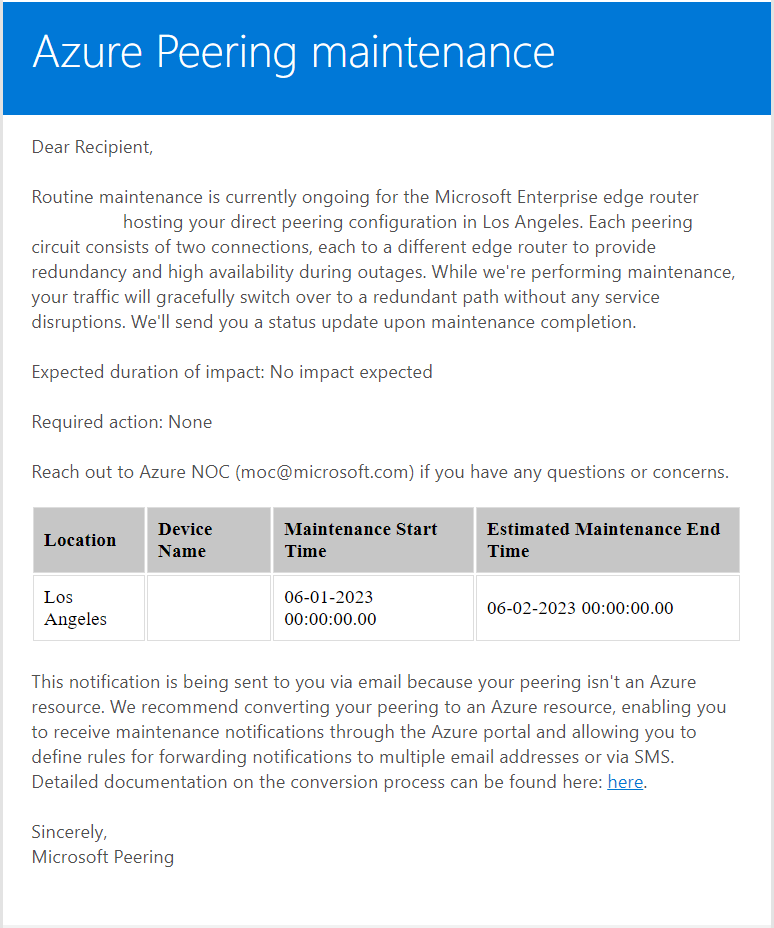 Azure Peering maintenance
Dear Recipient,
Routine maintenance is currently ongoing for the Microsoft Enterprise edge router
hosting your direct peering configuration in Los Angeles. Each peering
circuit consists of two connections, each to a different edge router to provide
redundancy and high availability during outages. While we're performing maintenance,
your traffic will gracefully switch over to a redundant path without any service
disruptions. We'll send you a status update upon maintenance completion.
Expected duration of impact: No impact expected
Required action: None
Reach out to Azure NOC (moc@microsoft.com) if you have any questions or concerns.
Location
Device
Name
Maintenance Start
Time
Estimated Maintenance End
Time
Los
Angeles
06-01-2023
00:00:00.00
06-02-2023 00:00:00.00
This notification is being sent to you via email because your peering isn't an Azure
resource. We recommend converting your peering to an Azure resource, enabling you
to receive maintenance notifications through the Azure portal and allowing you to
define rules for forwarding notifications to multiple email addresses or via SMS.
Detailed documentation on the conversion process can be found here: here.
Sincerely,
Microsoft Peering